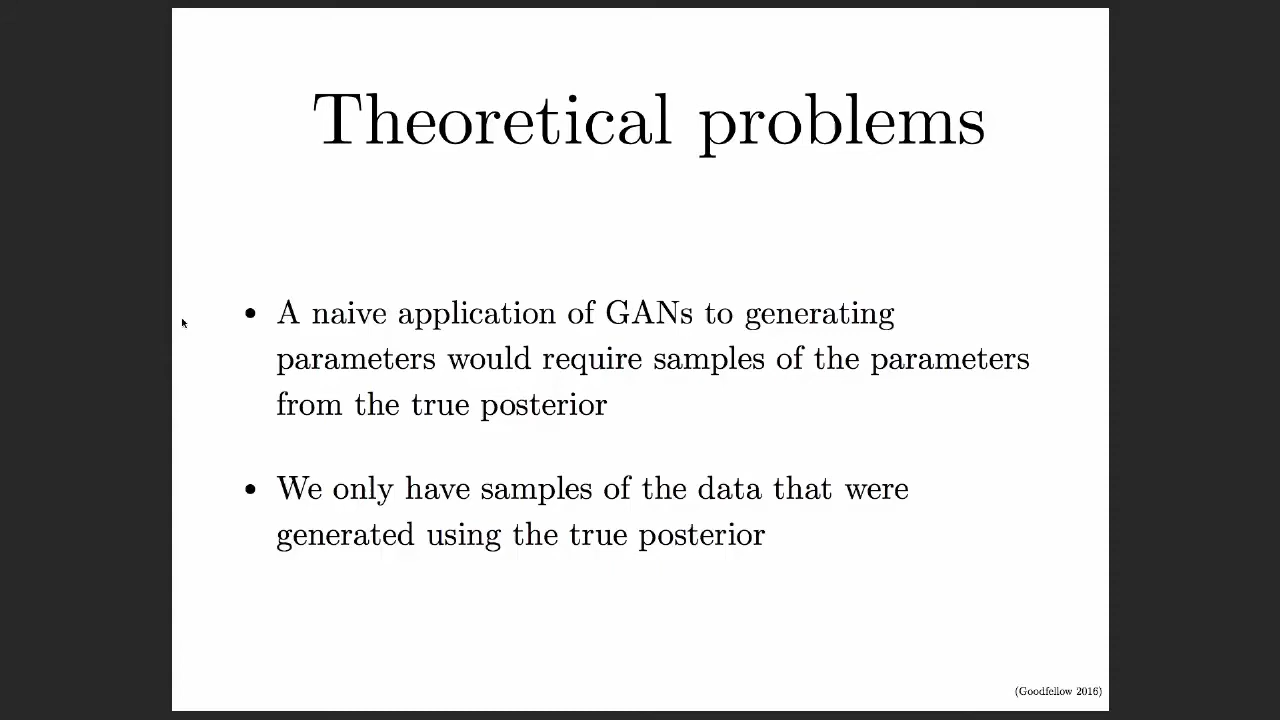 Theoretical problems
• A naive application of GANs to generating
parameters would require samples of the parameters
from the true posterior
• We only have samples of the data that were
generated using the true posterior
(Goodfellow 2016)